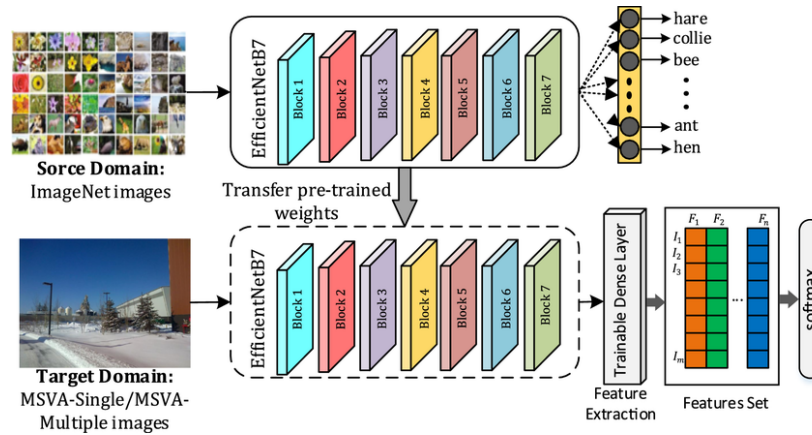 EfficientNetB7
Block 1
Block 2
Block 3
Block 4
Block 5
Block 6
Block 7
hare
collie
bee
ant
hen
Sorce Domain:
ImageNet images
Transfer pre-trained
weights
EfficientNetB7
Block 1
Block 2
Block 3
Block 4
Block 5
Block 6
Block 7
Target Domain:
MSVA-Single/MSVA-
Multiple images
Trainable Dense Layer
Feature
Extraction
F1 F2 Fn
I1
I2
I3
...
Im
Features Set
Softmax